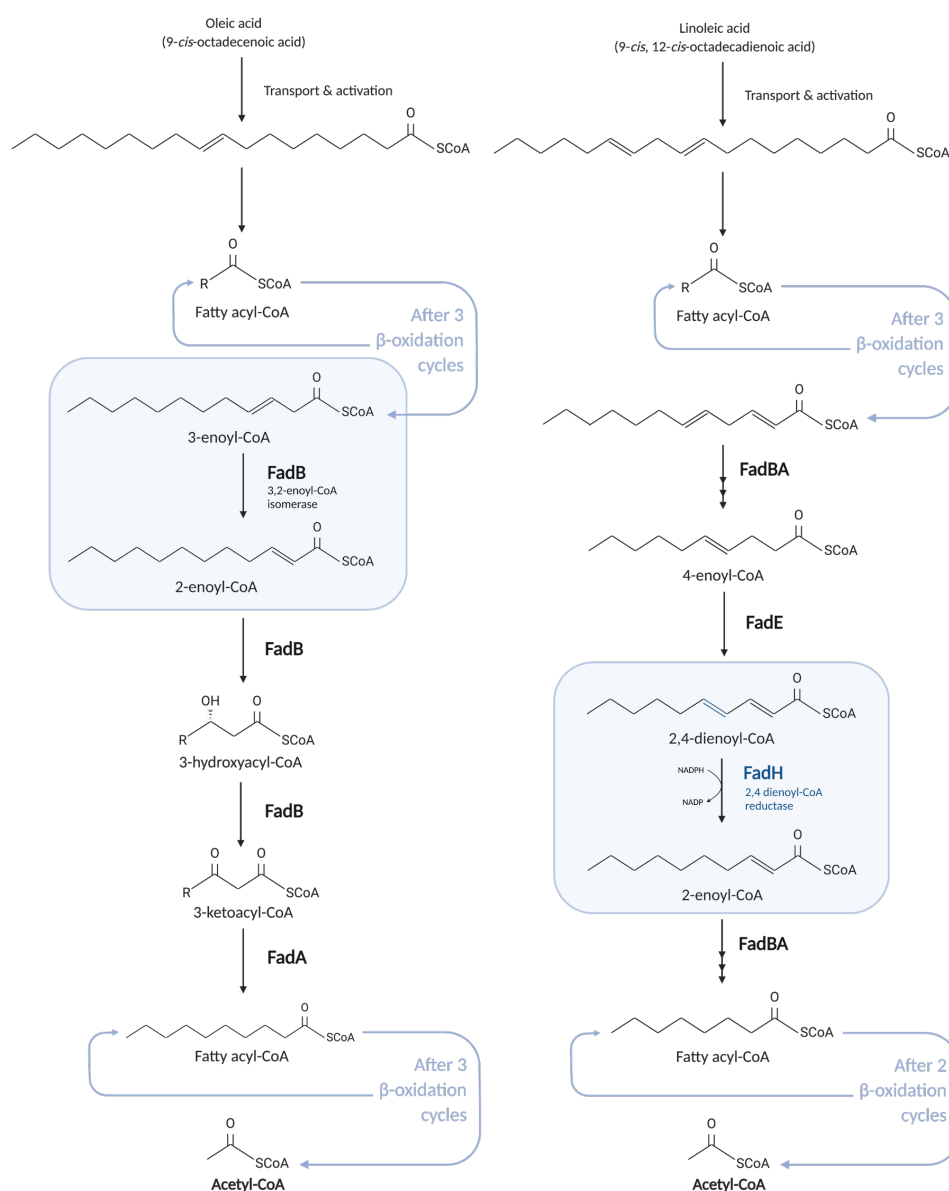 Oleic acid
(9-cis-octadecenoic acid)
Transport & activation
O
SCoA
O
R
SCoA
Fatty acyl-CoA
After 3
β-oxidation
cycles
O
SCoA
3-enoyl-CoA
FadB
3,2-enoyl-CoA
isomerase
O
SCoA
2-enoyl-CoA
FadB
OH
O
R
SCoA
3-hydroxyacyl-CoA
FadB
O
O
R
SCoA
3-ketoacyl-CoA
FadA
O
SCoA
Fatty acyl-CoA
After 3
β-oxidation
cycles
O
SCoA
Acetyl-CoA
Linoleic acid
(9-cis, 12-cis-octadecadienoic acid)
Transport & activation
O
SCoA
O
R
SCoA
Fatty acyl-CoA
After 3
β-oxidation
cycles
O
SCoA
FadBA
O
SCoA
4-enoyl-CoA
FadE
O
SCoA
2,4-dienoyl-CoA
NADPH
NADP
FadH
2,4 dienoyl-CoA
reductase
O
SCoA
2-enoyl-CoA
FadBA
O
SCoA
Fatty acyl-CoA
After 2
β-oxidation
cycles
O
SCoA
Acetyl-CoA